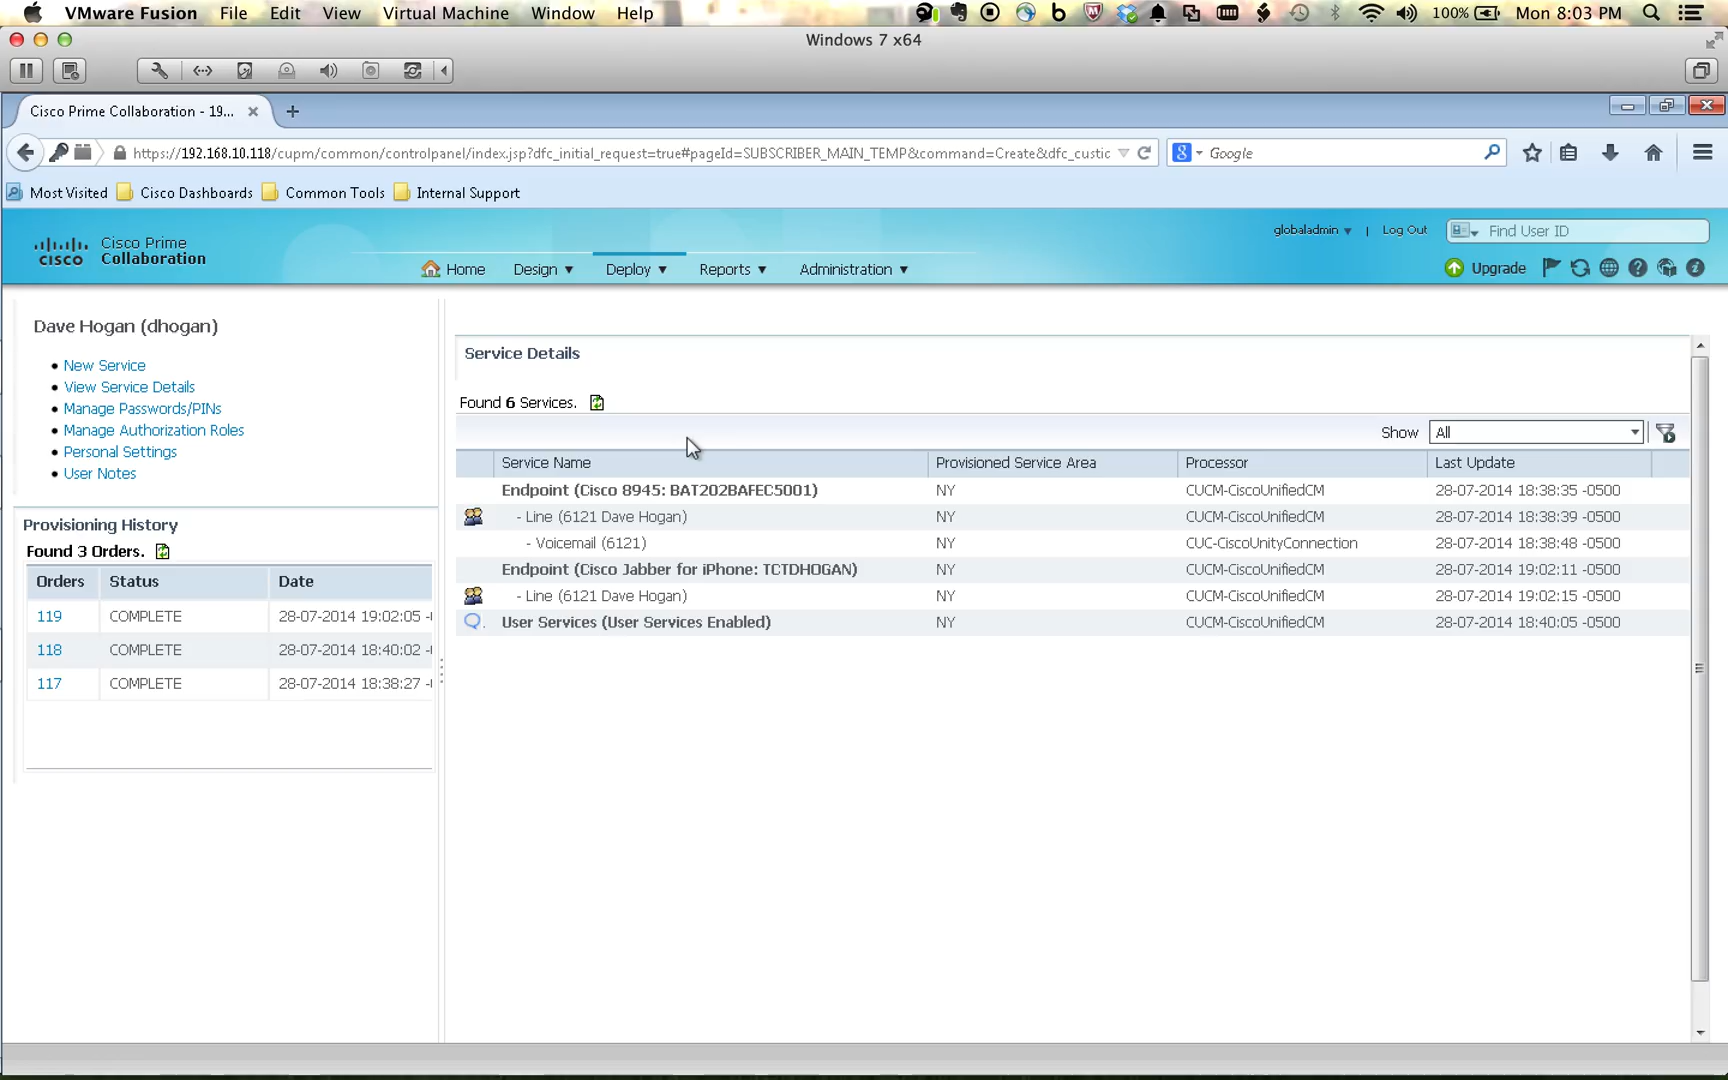 VMware Fusion File Edit View Virtual Machine Window Help 100% Mon 8:03 PM
Windows 7 x64
Cisco Prime Collaboration - 19...
https://192.168.10.118/cupm/common/controlpanel/index.jsp?dfc_initial_request=true#pageId=SUBSCRIBER_MAIN_TEMP&command=Create&dfc_custic Google
Most Visited Cisco Dashboards Common Tools Internal Support
CISCO Cisco Prime Collaboration
globaladmin | Log Out Find User ID
Home Design Deploy Reports Administration Upgrade
Dave Hogan (dhogan)
New Service
View Service Details
Manage Passwords/PINs
Manage Authorization Roles
Personal Settings
User Notes
Provisioning History
Found 3 Orders.
Orders Status Date
119 COMPLETE 28-07-2014 19:02:05 -
118 COMPLETE 28-07-2014 18:40:02 -
117 COMPLETE 28-07-2014 18:38:27 -
Service Details
Found 6 Services.
Show All
Service Name Provisioned Service Area Processor Last Update
Endpoint (Cisco 8945: BAT202BAFEC5001) NY CUCM-CiscoUnifiedCM 28-07-2014 18:38:35 -0500
- Line (6121 Dave Hogan) NY CUCM-CiscoUnifiedCM 28-07-2014 18:38:39 -0500
- Voicemail (6121) NY CUC-CiscoUnityConnection 28-07-2014 18:38:48 -0500
Endpoint (Cisco Jabber for iPhone: TCTDHOGAN) NY CUCM-CiscoUnifiedCM 28-07-2014 19:02:11 -0500
- Line (6121 Dave Hogan) NY CUCM-CiscoUnifiedCM 28-07-2014 19:02:15 -0500
User Services (User Services Enabled) NY CUCM-CiscoUnifiedCM 28-07-2014 18:40:05 -0500